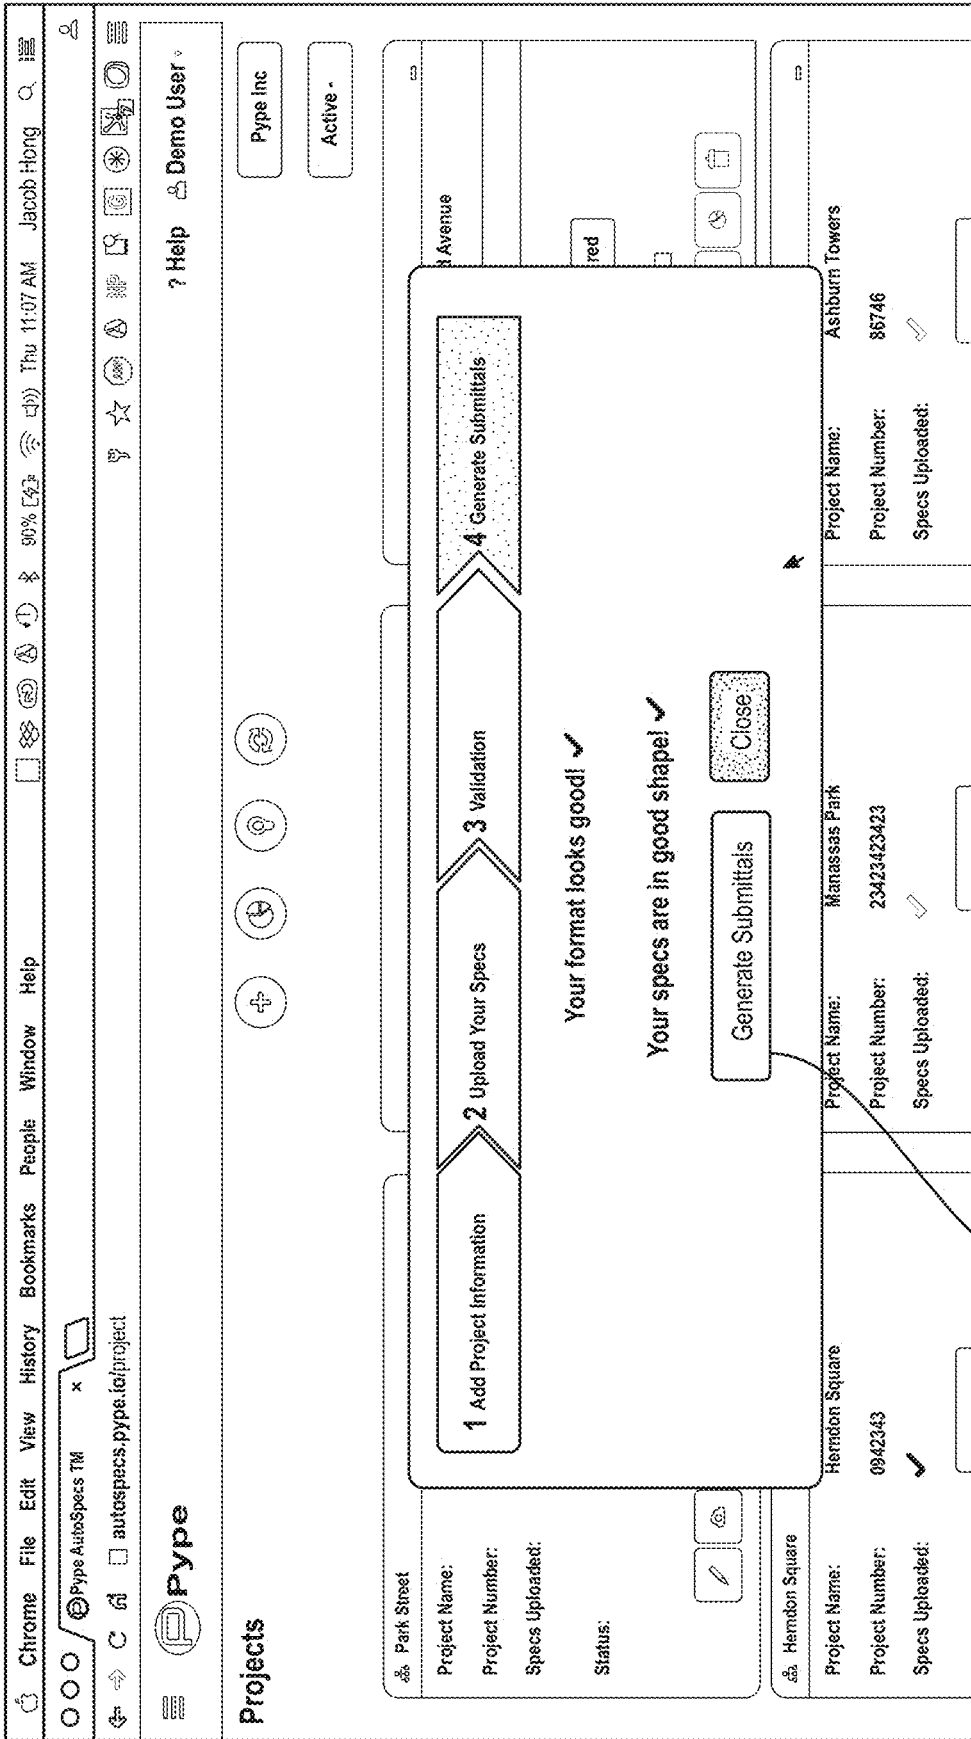 Chrome File Edit View History Bookmarks People Window Help 90% Thu 11:07 AM Jacob Hong
Pype AutoSpecs TM ×
autospecs.pype.io/project
Pype ? Help Demo User
Projects
Pype Inc
Active
Park Street
Project Name:
Avenue
Project Number:
Specs Uploaded:
Status:
red
1 Add Project Information 2 Upload Your Specs 3 Validation 4 Generate Submittals
Your format looks good! ✓
Your specs are in good shape! ✓
Generate Submittals Close
Herndon Square
Project Name: Herndon Square Project Name: Manassas Park Project Name: Ashburn Towers
Project Number: 0942343 Project Number: 23423423423 Project Number: 86746
Specs Uploaded: ✓ Specs Uploaded: ✓ Specs Uploaded: ✓